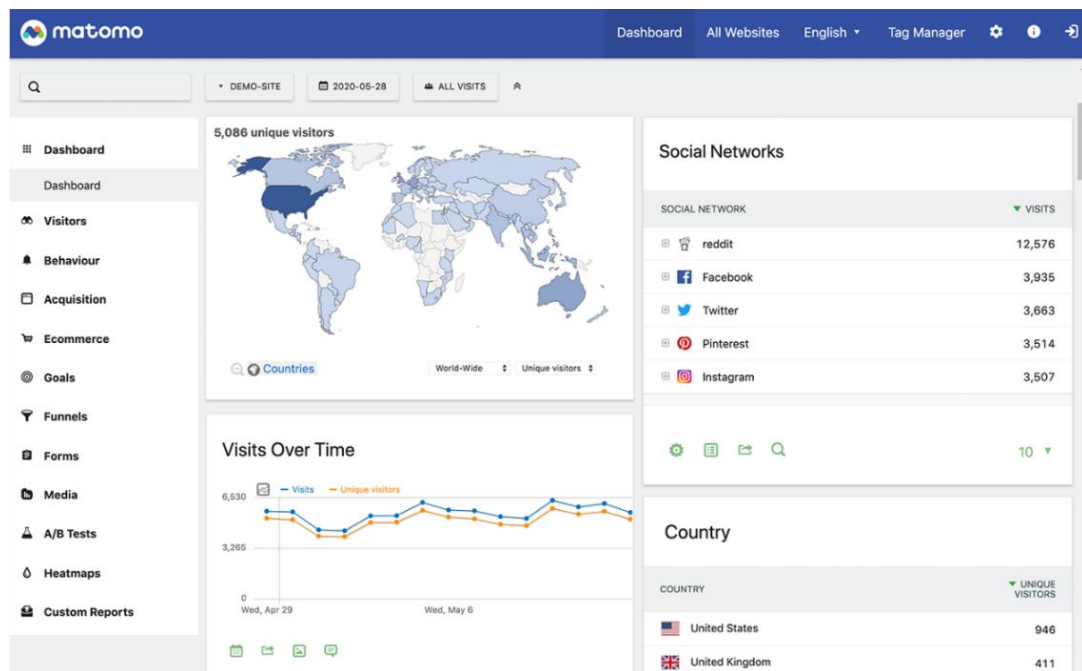 matomo
Dashboard
All Websites
English
Tag Manager
DEMO-SITE
2020-05-28
ALL VISITS
Dashboard
Dashboard
Visitors
Behaviour
Acquisition
Ecommerce
Goals
Funnels
Forms
Media
A/B Tests
Heatmaps
Custom Reports
5,086 unique visitors
Countries
World-Wide
Unique visitors
Visits Over Time
Visits
Unique visitors
6,530
3,265
0
Wed, Apr 29
Wed, May 6
Social Networks
SOCIAL NETWORK
VISITS
reddit 12,576
Facebook 3,935
Twitter 3,663
Pinterest 3,514
Instagram 3,507
10
Country
COUNTRY
UNIQUE
VISITORS
United States 946
United Kingdom 411